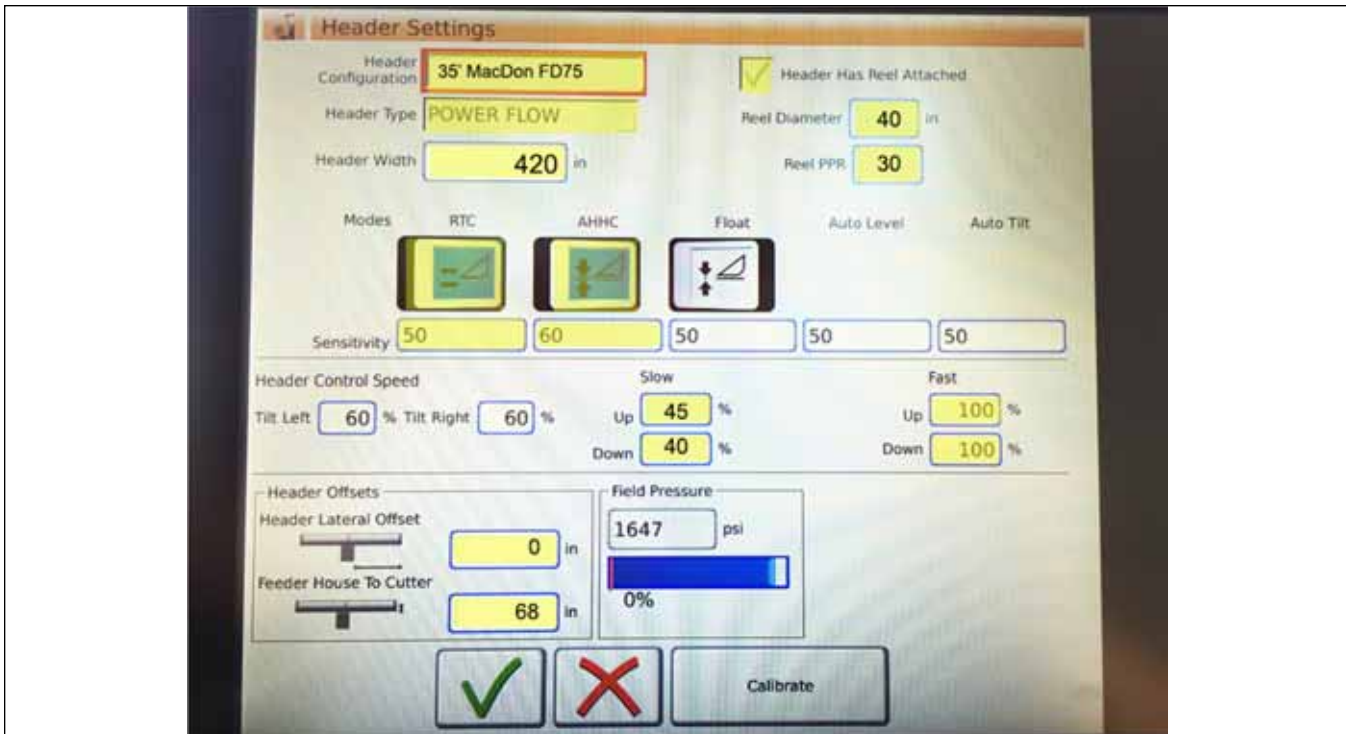 Header Settings
Header Configuration 35' MacDon FD75
Header Has Reel Attached
Header Type POWER FLOW
Reel Diameter 40 in
Header Width 420 in
Reel PPR 30
Modes RTC AHHC Float Auto Level Auto Tilt
Sensitivity 50 60 50 50 50
Header Control Speed Slow Fast
Tilt Left 60 % Tilt Right 60 % Up 45 % Up 100 %
Down 40 % Down 100 %
Header Offsets Field Pressure
Header Lateral Offset 0 in
1647 psi
Feeder House To Cutter 68 in
0%
Calibrate